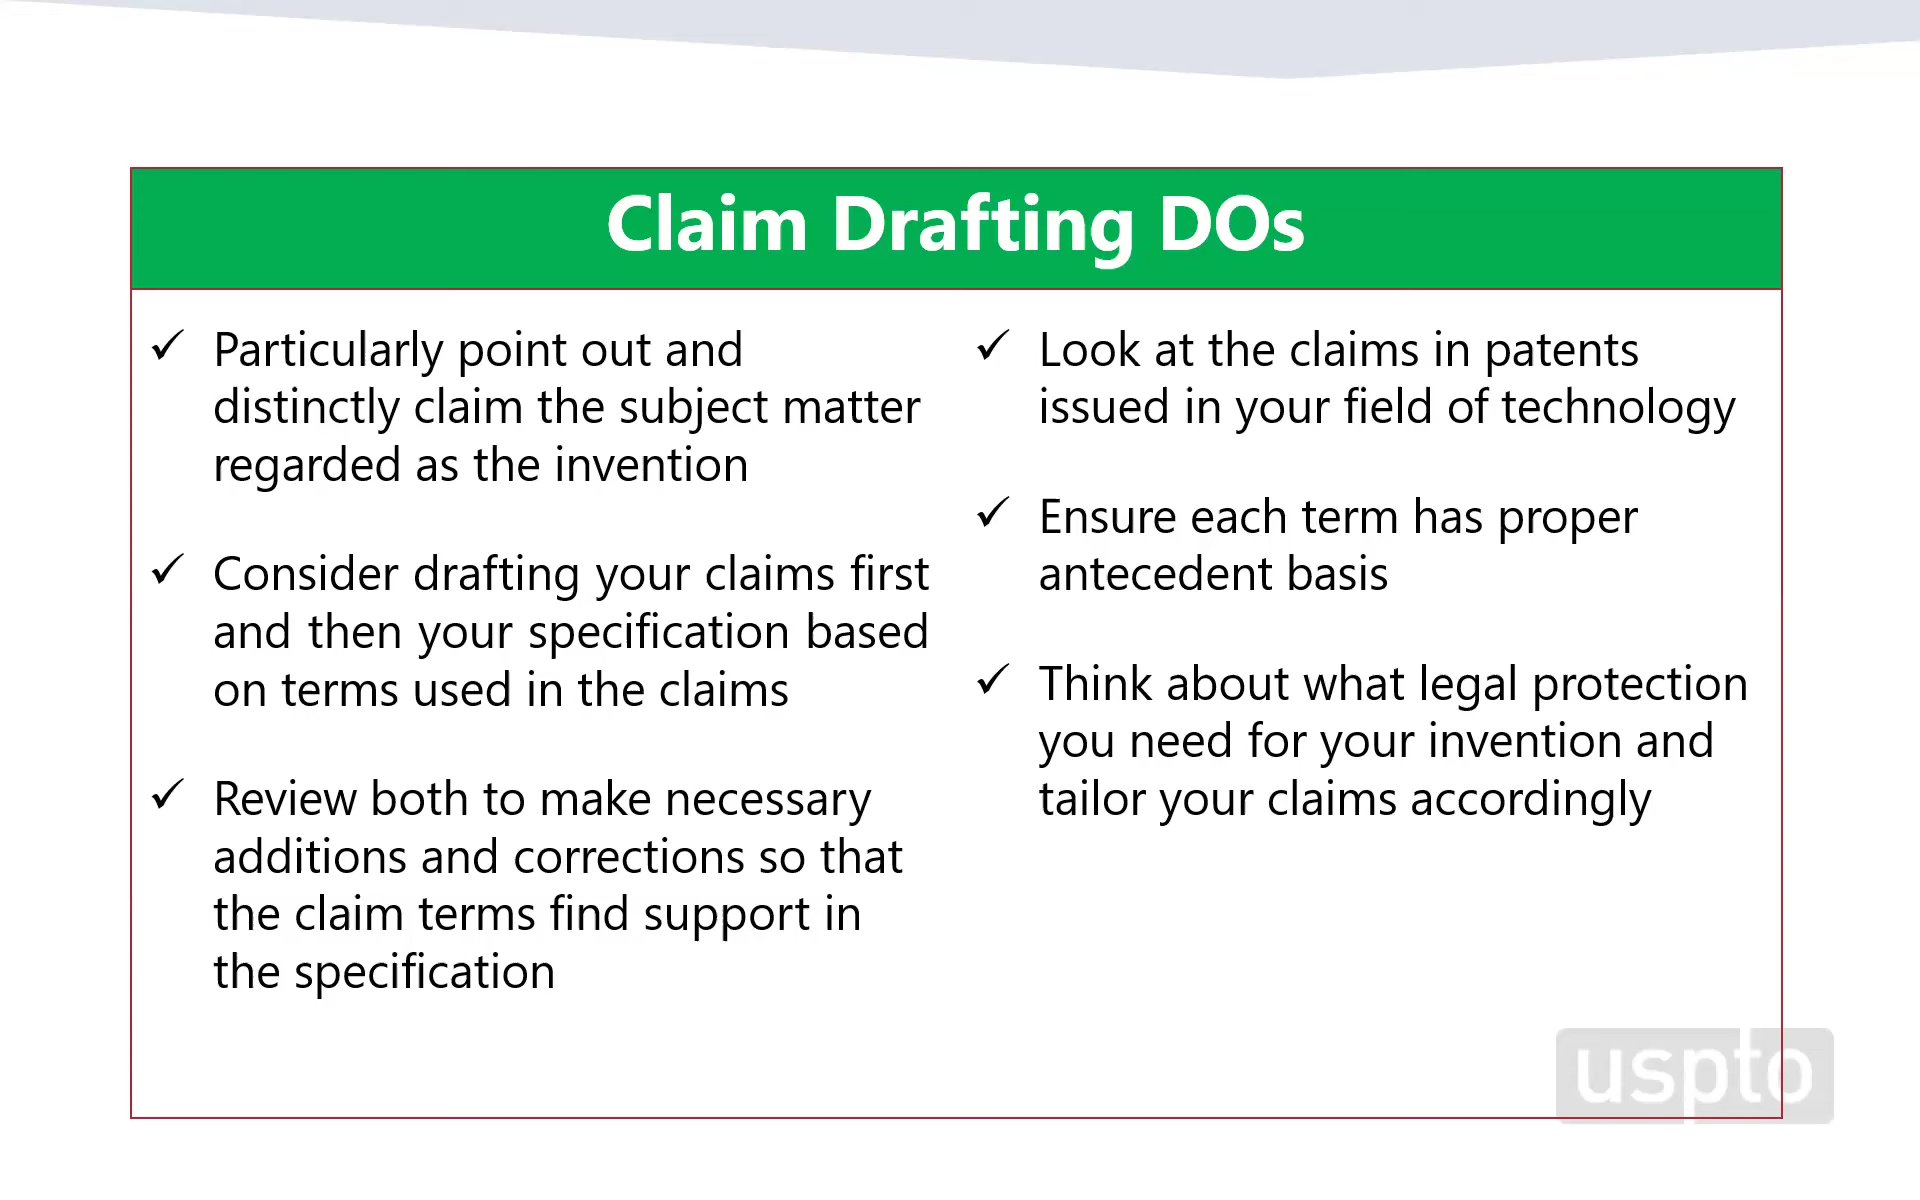 Claim Drafting DOs
✓ Particularly point out and
distinctly claim the subject matter
regarded as the invention
✓ Consider drafting your claims first
and then your specification based
on terms used in the claims
✓ Review both to make necessary
additions and corrections so that
the claim terms find support in
the specification
✓ Look at the claims in patents
issued in your field of technology
✓ Ensure each term has proper
antecedent basis
✓ Think about what legal protection
you need for your invention and
tailor your claims accordingly
uspto